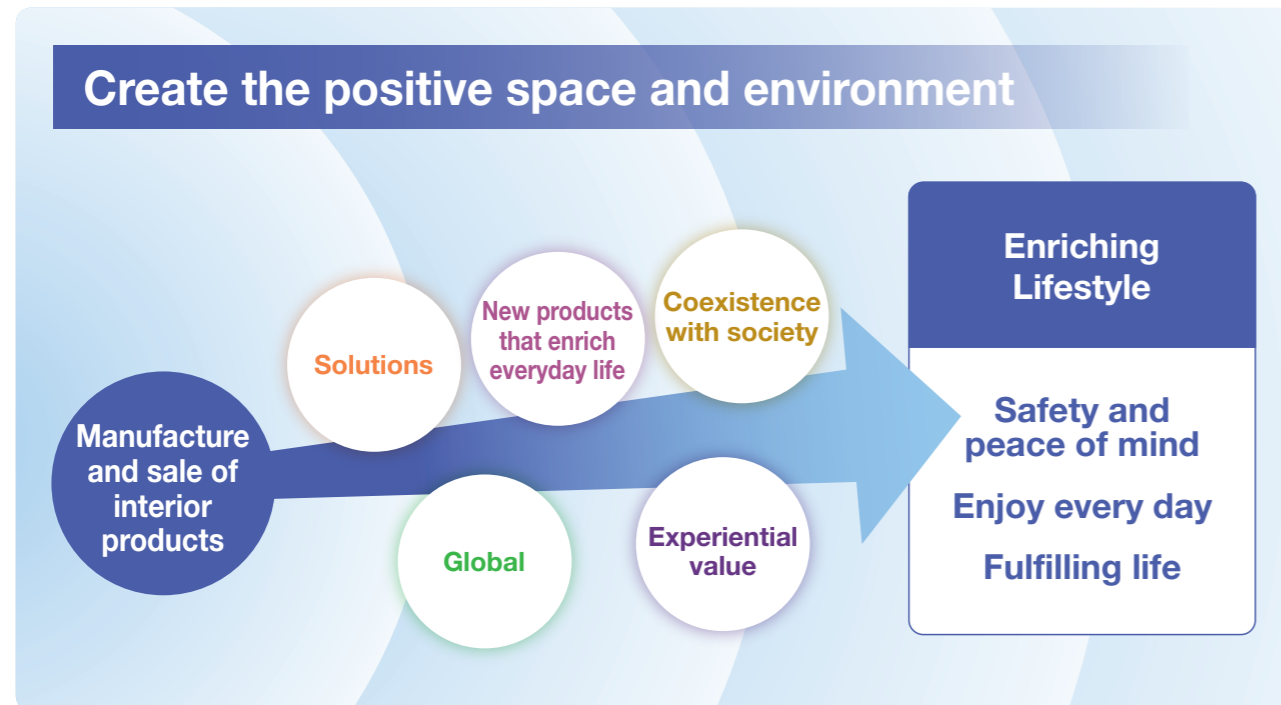 Create the positive space and environment
Manufacture
and sale of
interior
products
Solutions
New products
that enrich
everyday life
Coexistence
with society
Global
Experiential
value
Enriching
Lifestyle
Safety and
peace of mind
Enjoy every day
Fulfilling life